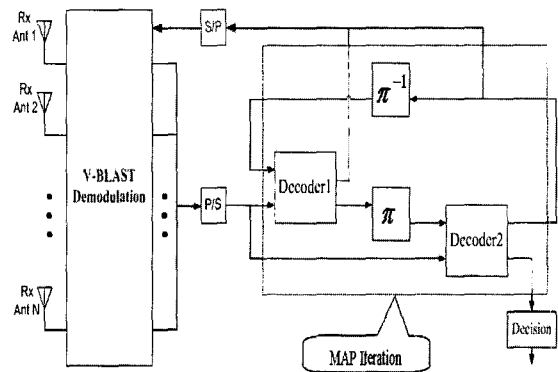 Rx
Ant 1
S/P
Rx
Ant 2
π⁻¹
V-BLAST
Demodulation
Decoder1
P/S
π
Decoder2
Rx
Ant N
MAP Iteration
Decision